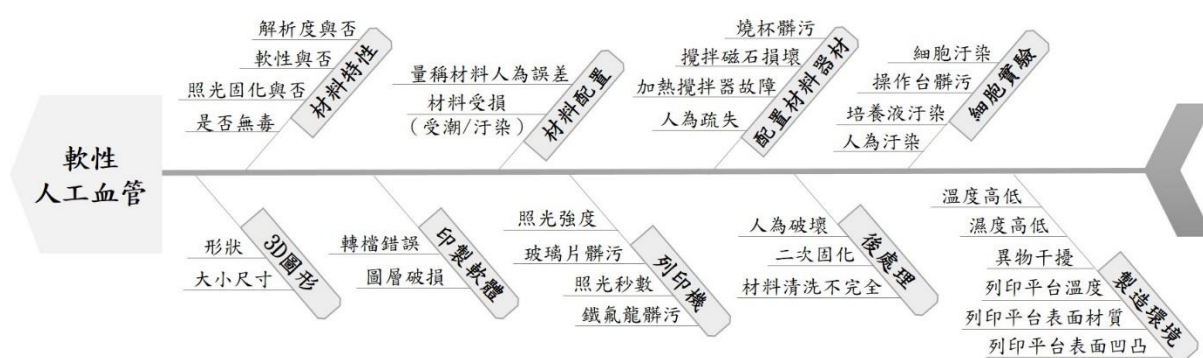 軟性
人工血管
解析度與否
軟性與否
照光固化與否
是否無毒
材料特性
量稱材料人為誤差
材料受損
(受潮/汙染)
材料配置
燒杯髒污
攪拌磁石損壞
加熱攪拌器故障
人為疏失
配置材料器材
細胞汙染
操作台髒污
培養液汙染
人為汙染
細胞實驗
形狀
大小尺寸
3D圖形
轉檔錯誤
圖層破損
印製軟體
照光強度
玻璃片髒污
照光秒數
鐵氟龍髒污
列印機
人為破壞
二次固化
材料清洗不完全
後處理
溫度高低
濕度高低
異物干擾
列印平台溫度
列印平台表面材質
列印平台表面凹凸
製造環境